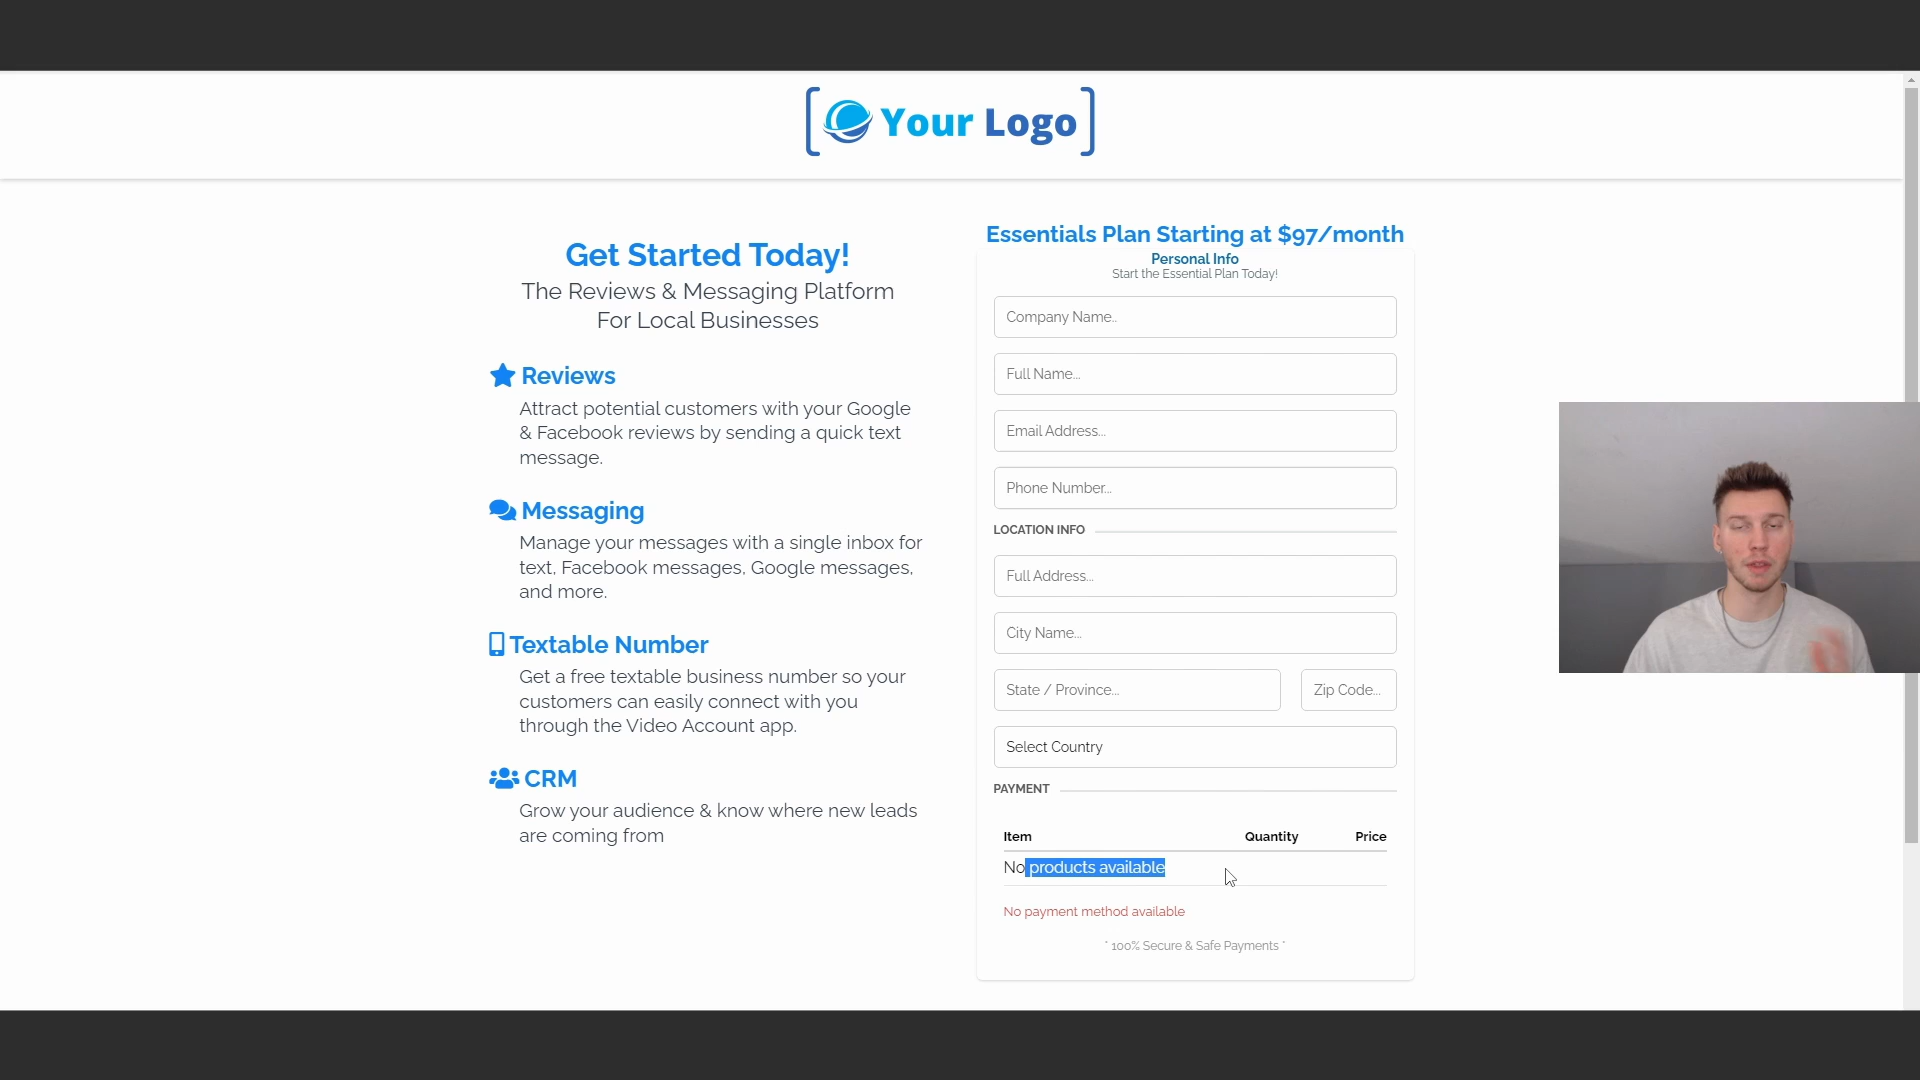 Your Logo
Get Started Today!
The Reviews & Messaging Platform
For Local Businesses
Reviews
Attract potential customers with your Google
& Facebook reviews by sending a quick text
message.
Messaging
Manage your messages with a single inbox for
text, Facebook messages, Google messages,
and more.
Textable Number
Get a free textable business number so your
customers can easily connect with you
through the Video Account app.
CRM
Grow your audience & know where new leads
are coming from
Essentials Plan Starting at $97/month
Personal Info
Start the Essential Plan Today!
Company Name..
Full Name...
Email Address...
Phone Number...
LOCATION INFO
Full Address...
City Name...
State / Province...
Zip Code...
Select Country
PAYMENT
Item Quantity Price
No products available
No payment method available
* 100% Secure & Safe Payments *